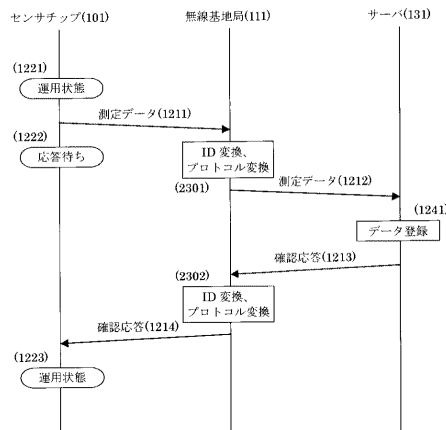 センサチップ(101) 無線基地局(111) サーバ(131)
(1221)
運用状態
測定データ(1211)
(1222)
応答待ち
ID 変換、
プロトコル変換
(2301)
測定データ(1212)
(1241)
データ登録
確認応答(1213)
(2302)
ID 変換、
プロトコル変換
確認応答(1214)
(1223)
運用状態